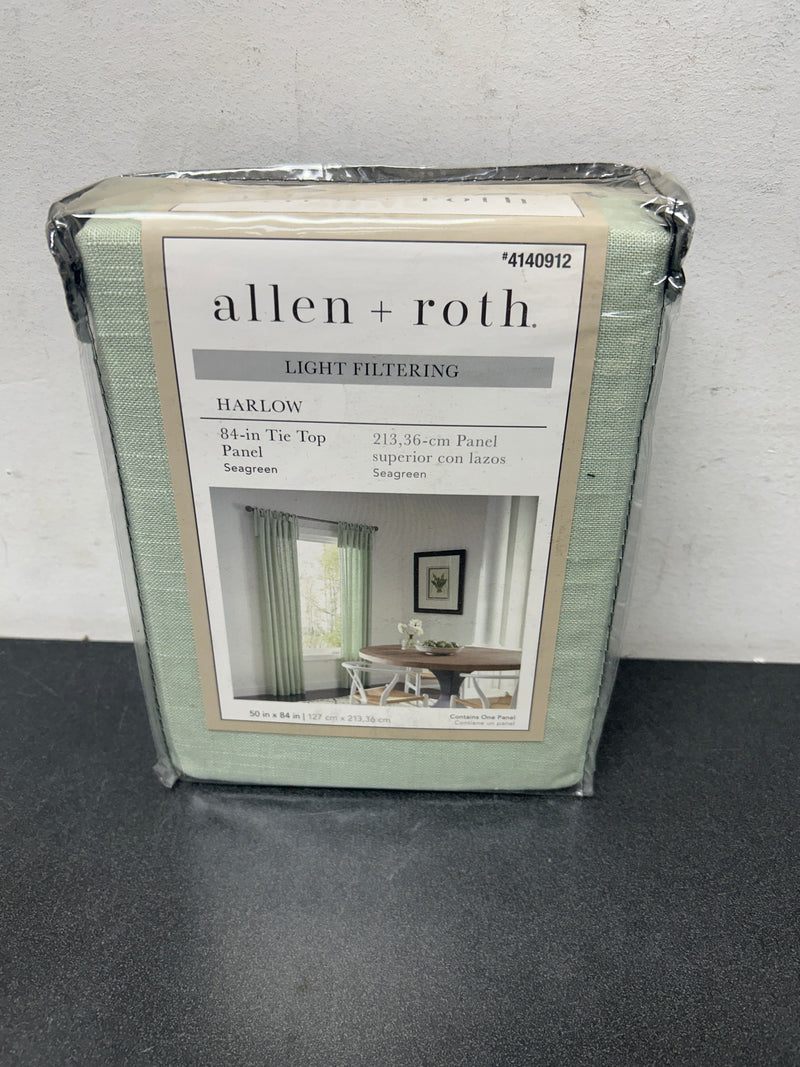 roth
#4140912
allen + roth.
LIGHT FILTERING
HARLOW
84-in Tie Top
Panel
Seagreen
213,36-cm Panel
superior con lazos
Seagreen
50 in x 84 in | 127 cm x 213,36 cm
Contains One Panel
Contiene un panel